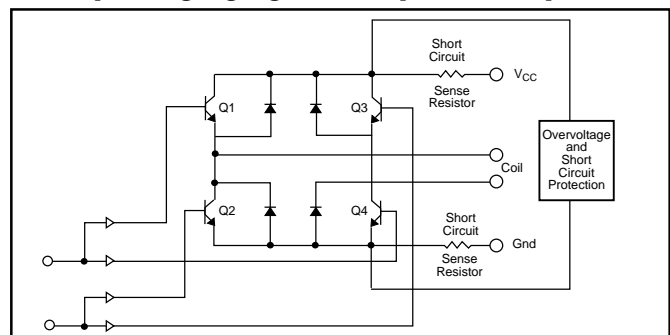 Short
Circuit
V_CC
Sense
Resistor
Q1
Q3
Overvoltage
and
Short
Circuit
Protection
Coil
Q2
Q4
Short
Circuit
Gnd
Sense
Resistor